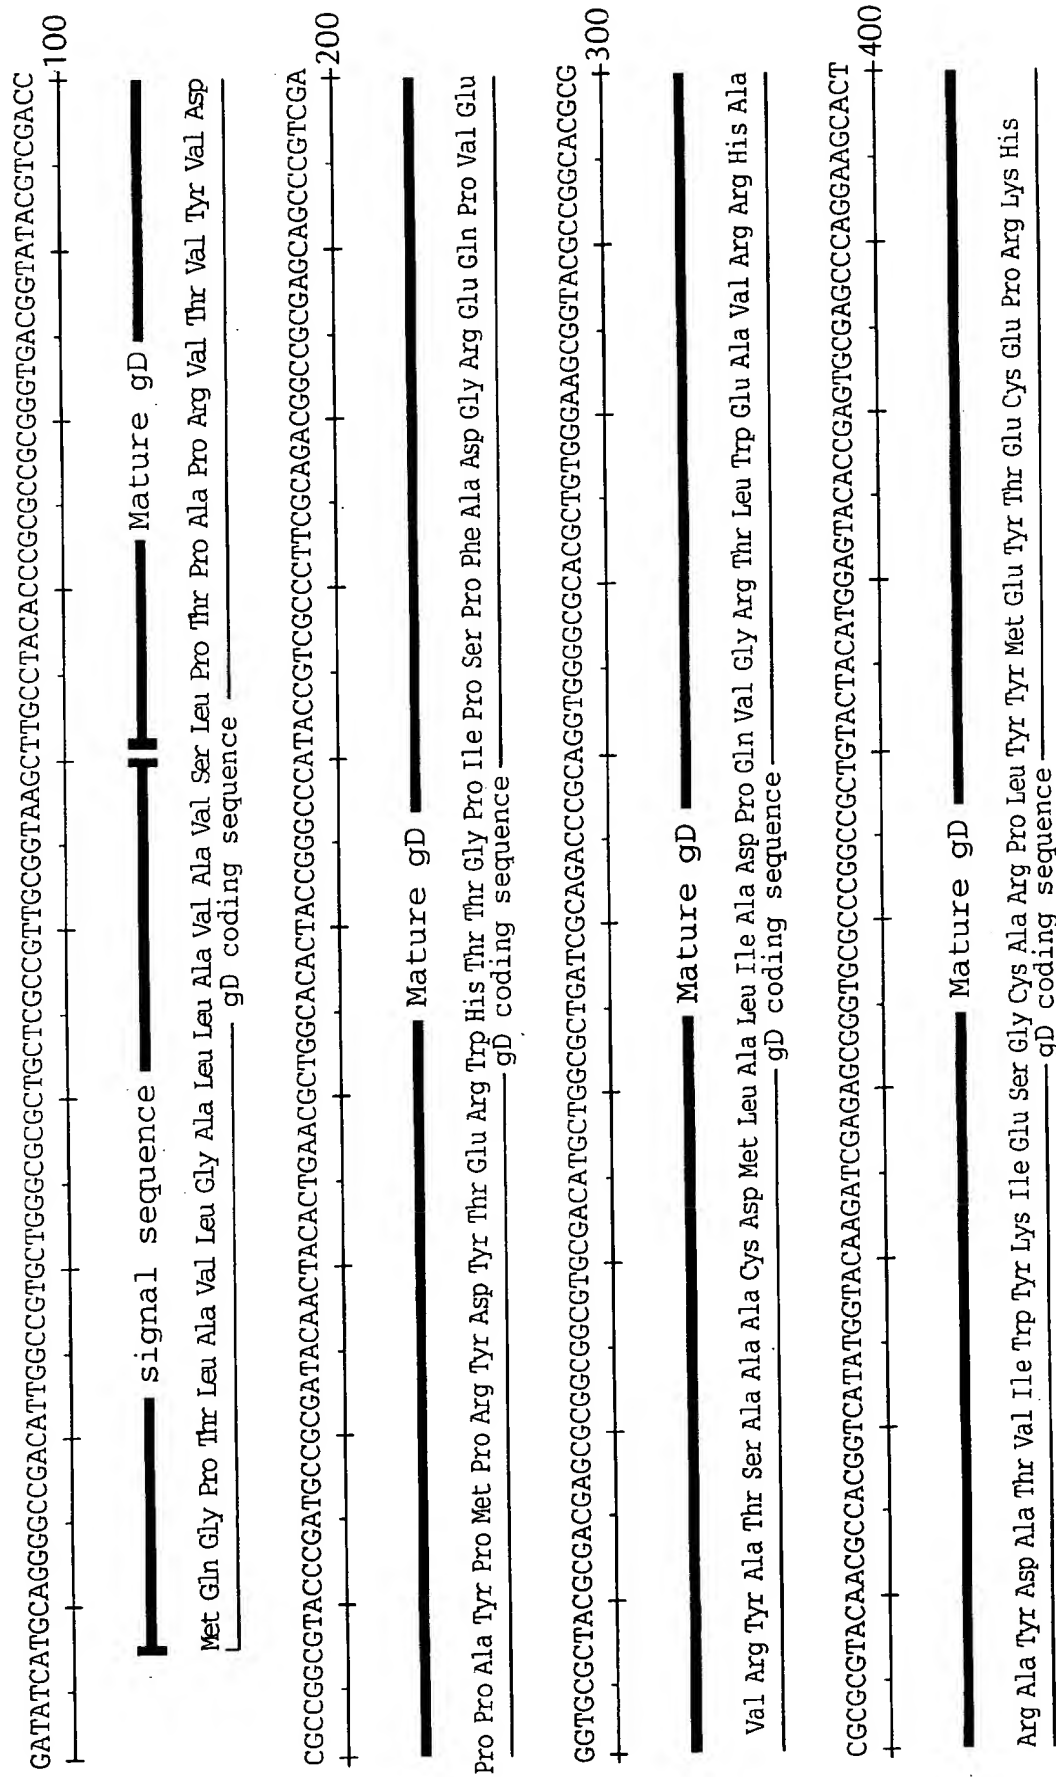 GATATCATGCAGGGGCCGACATTGGCCGTGCTGGGCGCGCTGCTCGCCGTTGCGGTAAGCTTGCCTACACCCGCGCCGCGGGTGACGGTATACGTCGACC
100
signal sequence Mature gD
Met Gln Gly Pro Thr Leu Ala Val Leu Gly Ala Leu Leu Ala Val Ala Val Ser Leu Pro Thr Pro Ala Pro Arg Val Thr Val Tyr Val Asp
gD coding sequence
CGCCGGCGTACCCGATGCCGCGATACAACTACACTGAACGCTGGCACACTACCGGGCCCATACCGTCGCCCTTCGCAGACGGCCGCGAGCAGCCCGTCGA
200
Mature gD
Pro Pro Ala Tyr Pro Met Pro Arg Tyr Asp Tyr Thr Glu Arg Trp His Thr Thr Gly Pro Ile Pro Ser Pro Phe Ala Asp Gly Arg Glu Gln Pro Val Glu
gD coding sequence
GGTGCGCTACGCGACGAGCGCGGCGGCGTGCGACATGCTGGCGCTGATCGCAGACCCGCAGGTGGGGCGCACGCTGTGGGAAGCGGTACGCCGGCACGCG
300
Mature gD
Val Arg Tyr Ala Thr Ser Ala Ala Ala Cys Asp Met Leu Ala Leu Ile Ala Asp Pro Gln Val Gly Arg Thr Leu Trp Glu Ala Val Arg Arg His Ala
gD coding sequence
CGCGCGTACAACGCCACGGTCATATGGTACAAGATCGAGAGCGGGTGCGCCCGGCCGCTGTACTACATGGAGTACACCGAGTGCGAGCCCAGGAAGCACT
400
Mature gD
Arg Ala Tyr Asp Ala Thr Val Ile Trp Tyr Lys Ile Glu Ser Gly Cys Ala Arg Pro Leu Tyr Tyr Met Glu Tyr Thr Glu Cys Glu Pro Arg Lys His
gD coding sequence